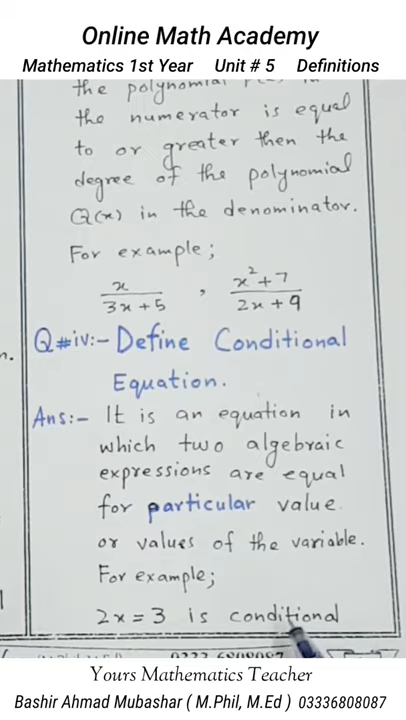 Online Math Academy
Mathematics 1st Year Unit # 5 Definitions
the polynomial
the numerator is equal
to or greater then the
degree of the polynomial
Q(x) in the denominator.
For example;
x/3x+5 , x²+7/2x+9
Q#iv:- Define Conditional
Equation.
Ans:- It is an equation in
which two algebraic
expressions are equal
for particular value
or values of the variable.
For example;
2x = 3 is conditional
Yours Mathematics Teacher
Bashir Ahmad Mubashar ( M.Phil, M.Ed ) 03336808087